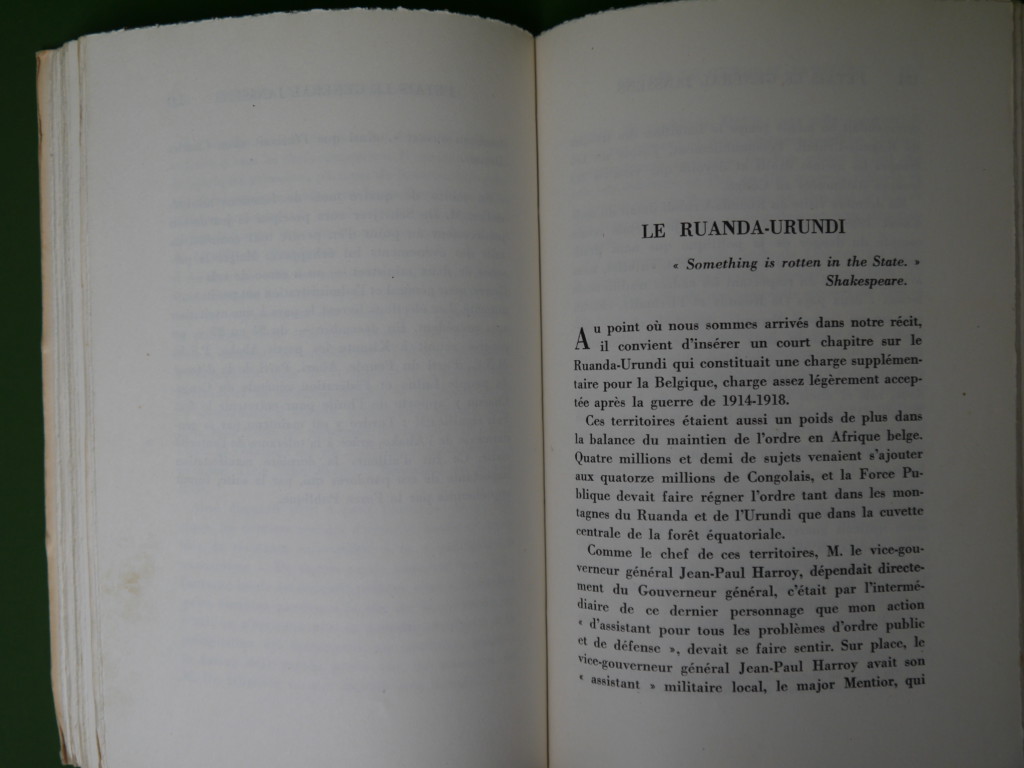 LE RUANDA-URUNDI
« Something is rotten in the State. »
Shakespeare.
Au point où nous sommes arrivés dans notre récit,
il convient d'insérer un court chapitre sur le
Ruanda-Urundi qui constituait une charge supplémen-
taire pour la Belgique, charge assez légèrement accep-
tée après la guerre de 1914-1918.
Ces territoires étaient aussi un poids de plus dans
la balance du maintien de l'ordre en Afrique belge.
Quatre millions et demi de sujets venaient s'ajouter
aux quatorze millions de Congolais, et la Force Pu-
blique devait faire régner l'ordre tant dans les mon-
tagnes du Ruanda et de l'Urundi que dans la cuvette
centrale de la forêt équatoriale.
Comme le chef de ces territoires, M. le vice-gou-
verneur général Jean-Paul Harroy, dépendait directe-
ment du Gouverneur général, c'était par l'intermé-
diaire de ce dernier personnage que mon action
« d'assistant pour tous les problèmes d'ordre public
et de défense », devait se faire sentir. Sur place, le
vice-gouverneur général Jean-Paul Harroy avait son
« assistant » militaire local, le major Mentior, qui